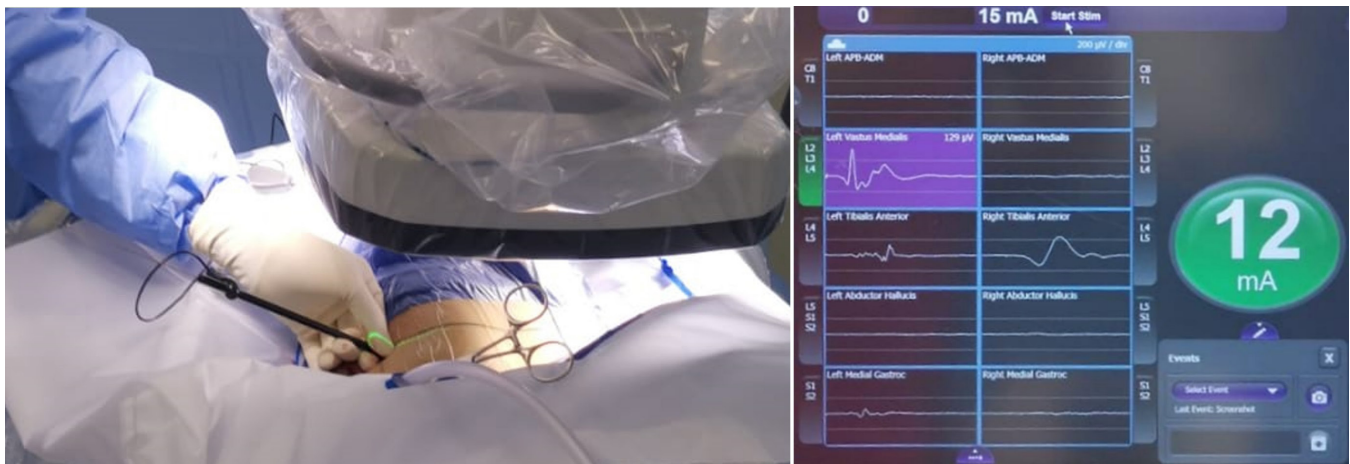 0 15 mA Start Stim
200 µV / div
Left APB-ADM Right APB-ADM
C8 C8
T1 T1
Left Vastus Medialis 129 µV Right Vastus Medialis
L2 L2
L3 L3
L4 L4
Left Tibialis Anterior Right Tibialis Anterior
L4 L4
L5 L5
12
mA
Left Abductor Hallucis Right Abductor Hallucis
L5 L5
S1 S1
S2 S2
Events X
Select Event
Last Event: Screenshot
Left Medial Gastroc Right Medial Gastroc
S1 S1
S2 S2